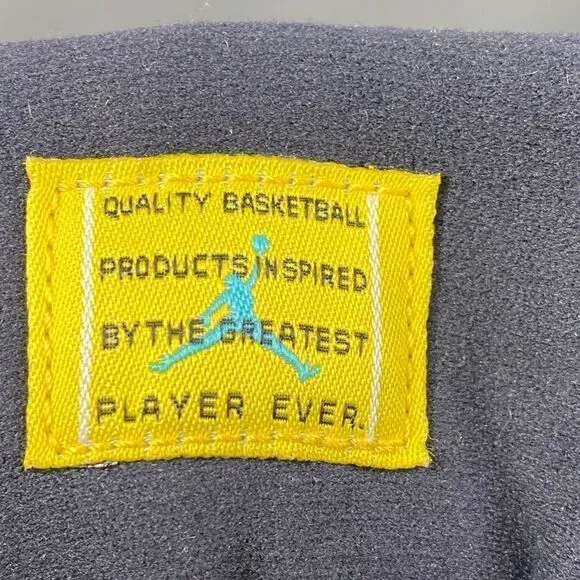 QUALITY BASKETBALL
PRODUCTS INSPIRED
BY THE GREATEST
PLAYER EVER.